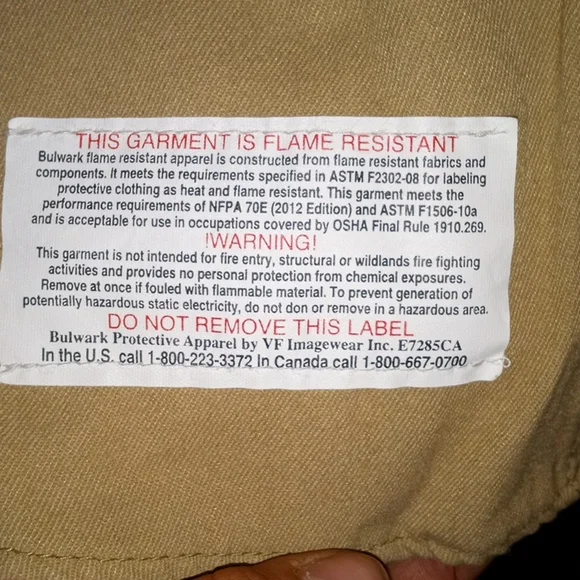 THIS GARMENT IS FLAME RESISTANT
Bulwark flame resistant apparel is constructed from flame resistant fabrics and
components. It meets the requirements specified in ASTM F2302-08 for labeling
protective clothing as heat and flame resistant. This garment meets the
performance requirements of NFPA 70E (2012 Edition) and ASTM F1506-10a
and is acceptable for use in occupations covered by OSHA Final Rule 1910.269.
!WARNING!
This garment is not intended for fire entry, structural or wildlands fire fighting
activities and provides no personal protection from chemical exposures.
Remove at once if fouled with flammable material. To prevent generation of
potentially hazardous static electricity, do not don or remove in a hazardous area.
DO NOT REMOVE THIS LABEL
Bulwark Protective Apparel by VF Imagewear Inc. E7285CA
In the U.S. call 1-800-223-3372 In Canada call 1-800-667-0700